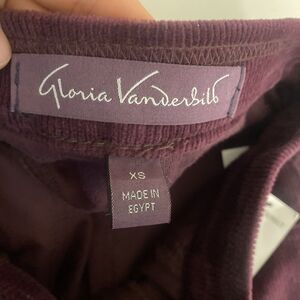 Gloria Vanderbilt
XS
MADE IN
EGYPT